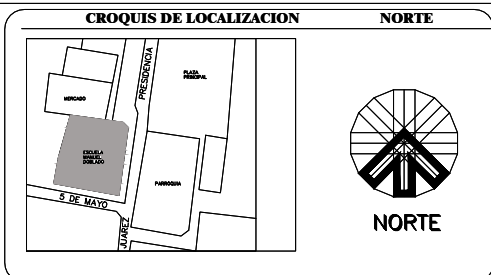 CROQUIS DE LOCALIZACION
NORTE
PLAZA
PRINCIPAL
PRESIDENCIA
MERCADO
ESCUELA
MANUEL
DOBLADO
PARROQUIA
5 DE MAYO
JUAREZ
NORTE